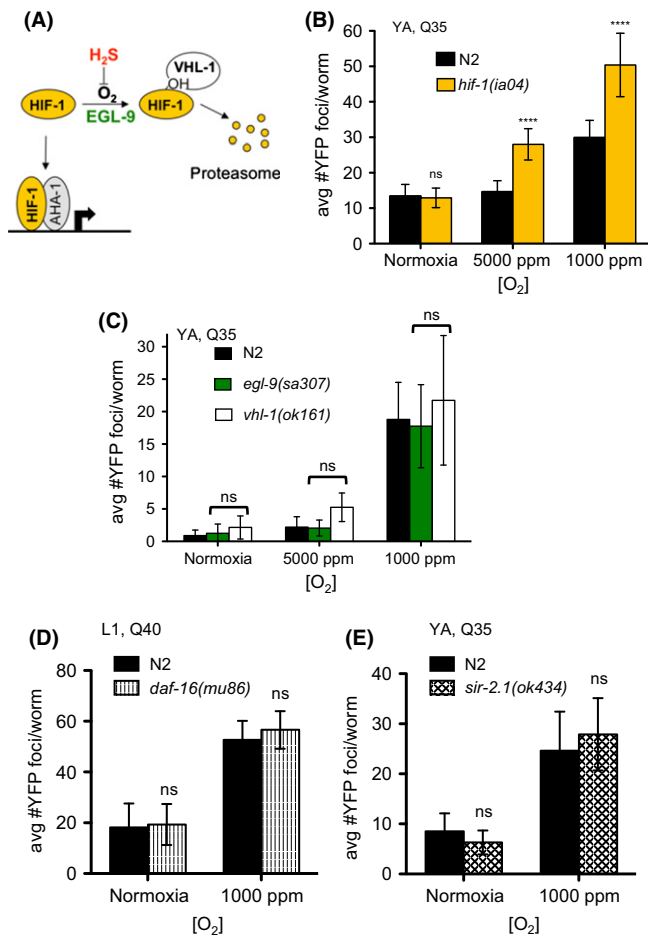 (A)
H₂S
O₂
HIF-1
EGL-9
VHL-1
OH
HIF-1
Proteasome
HIF-1
AHA-1
(B)
YA, Q35
N2
hif-1(ia04)
avg #YFP foci/worm
60
50
40
30
20
10
0
ns
****
****
Normoxia
5000 ppm
1000 ppm
[O₂]
(C)
YA, Q35
N2
egl-9(sa307)
vhl-1(ok161)
avg #YFP foci/worm
30
25
20
15
10
5
0
ns
ns
ns
Normoxia
5000 ppm
1000 ppm
[O₂]
(D)
L1, Q40
N2
daf-16(mu86)
avg #YFP foci/worm
80
60
40
20
0
ns
ns
Normoxia
1000 ppm
[O₂]
(E)
YA, Q35
N2
sir-2.1(ok434)
avg #YFP foci/worm
40
30
20
10
0
ns
ns
Normoxia
1000 ppm
[O₂]